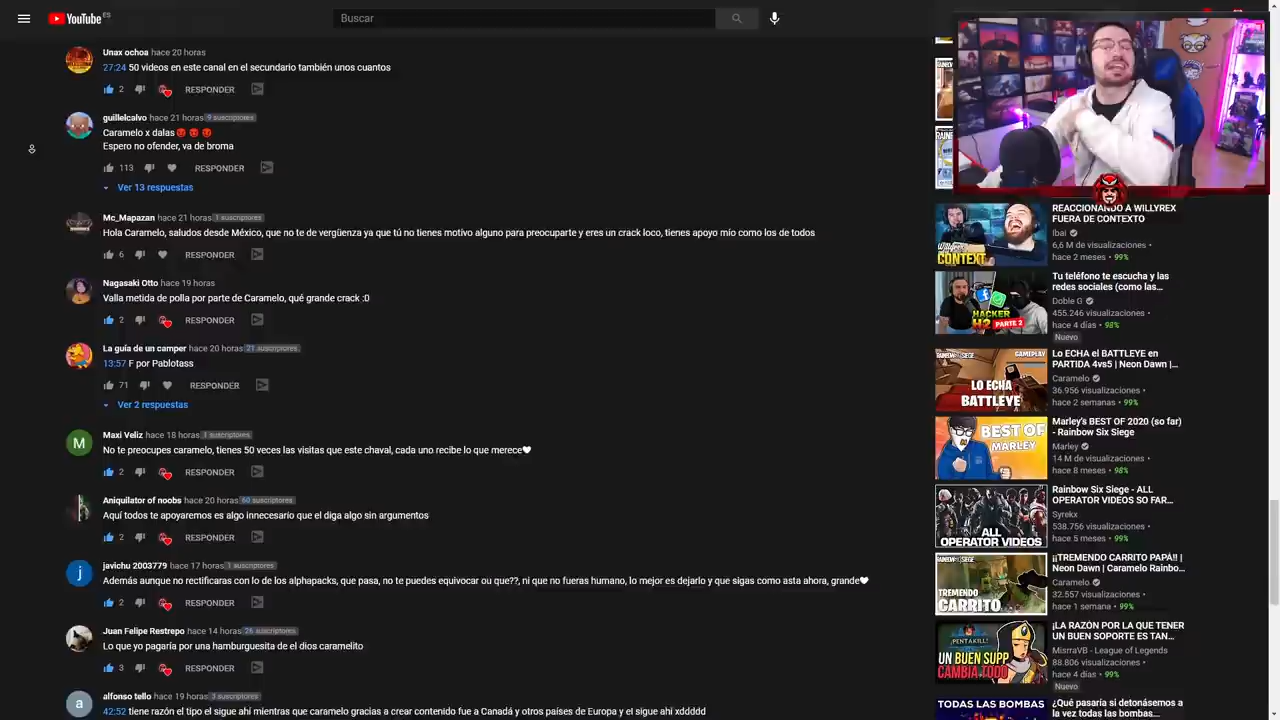 YouTube ES
Buscar
Unax ochoa hace 20 horas
27:24 50 videos en este canal en el secundario también unos cuantos
2 RESPONDER
guillelcalvo hace 21 horas 9 suscriptores
Caramelo x dalas
Espero no ofender, va de broma
113 RESPONDER
Ver 13 respuestas
Mc_Mapazan hace 21 horas 1 suscriptores
Hola Caramelo, saludos desde México, que no te de vergüenza ya que tú no tienes motivo alguno para preocuparte y eres un crack loco, tienes apoyo mío como los de todos
6 RESPONDER
Nagasaki Otto hace 19 horas
Valla metida de polla por parte de Caramelo, qué grande crack :0
2 RESPONDER
La guía de un camper hace 20 horas 21 suscriptores
13:57 F por Pablotass
71 RESPONDER
Ver 2 respuestas
M
Maxi Veliz hace 18 horas 1 suscriptores
No te preocupes caramelo, tienes 50 veces las visitas que este chaval, cada uno recibe lo que merece
2 RESPONDER
Aniquilator of noobs hace 20 horas 60 suscriptores
Aquí todos te apoyaremos es algo innecesario que el diga algo sin argumentos
2 RESPONDER
j
javichu 2003779 hace 17 horas 1 suscriptores
Además aunque no rectificaras con lo de los alphapacks, que pasa, no te puedes equivocar ou que??, ni que no fueras humano, lo mejor es dejarlo y que sigas como asta ahora, grande
2 RESPONDER
Juan Felipe Restrepo hace 14 horas 26 suscriptores
Lo que yo pagaría por una hamburguesita de el dios caramelito
3 RESPONDER
a
alfonso tello hace 19 horas 3 suscriptores
42:52 tiene razón el tipo el sigue ahí mientras que caramelo gracias a crear contenido fue a Canadá y otros países de Europa y el sigue ahí xddddd
Willyrex
CONTEXT
REACCIONANDO A WILLYREX
FUERA DE CONTEXTO
Ibai
6,6 M de visualizaciones •
hace 2 meses • 99%
HACKER
H2 PARTE 2
Tu teléfono te escucha y las
redes sociales (como las...
Doble G
455.246 visualizaciones •
hace 4 días • 98%
Nuevo
GAMEPLAY
LO ECHA
BATTLEYE
Lo ECHA el BATTLEYE en
PARTIDA 4vs5 | Neon Dawn |...
Caramelo
36.956 visualizaciones •
hace 2 semanas • 99%
BEST OF
MARLEY
Marley's BEST OF 2020 (so far)
- Rainbow Six Siege
Marley
14 M de visualizaciones •
hace 8 meses • 98%
ALL
OPERATOR VIDEOS
Rainbow Six Siege - ALL
OPERATOR VIDEOS SO FAR...
Syrekx
538.756 visualizaciones •
hace 5 meses • 99%
TREMENDO
CARRITO
¡¡TREMENDO CARRITO PAPÁ!! |
Neon Dawn | Caramelo Rainbo...
Caramelo
32.557 visualizaciones •
hace 1 semana • 99%
¡PENTAKILL!
UN BUEN SUPP
CAMBIA TODO
¡LA RAZÓN POR LA QUE TENER
UN BUEN SOPORTE ES TAN...
MisrraVB - League of Legends
88.806 visualizaciones •
hace 4 días • 99%
Nuevo
TODAS LAS BOMBAS
¿Qué pasaría si detonásemos a
la vez todas las bombas...